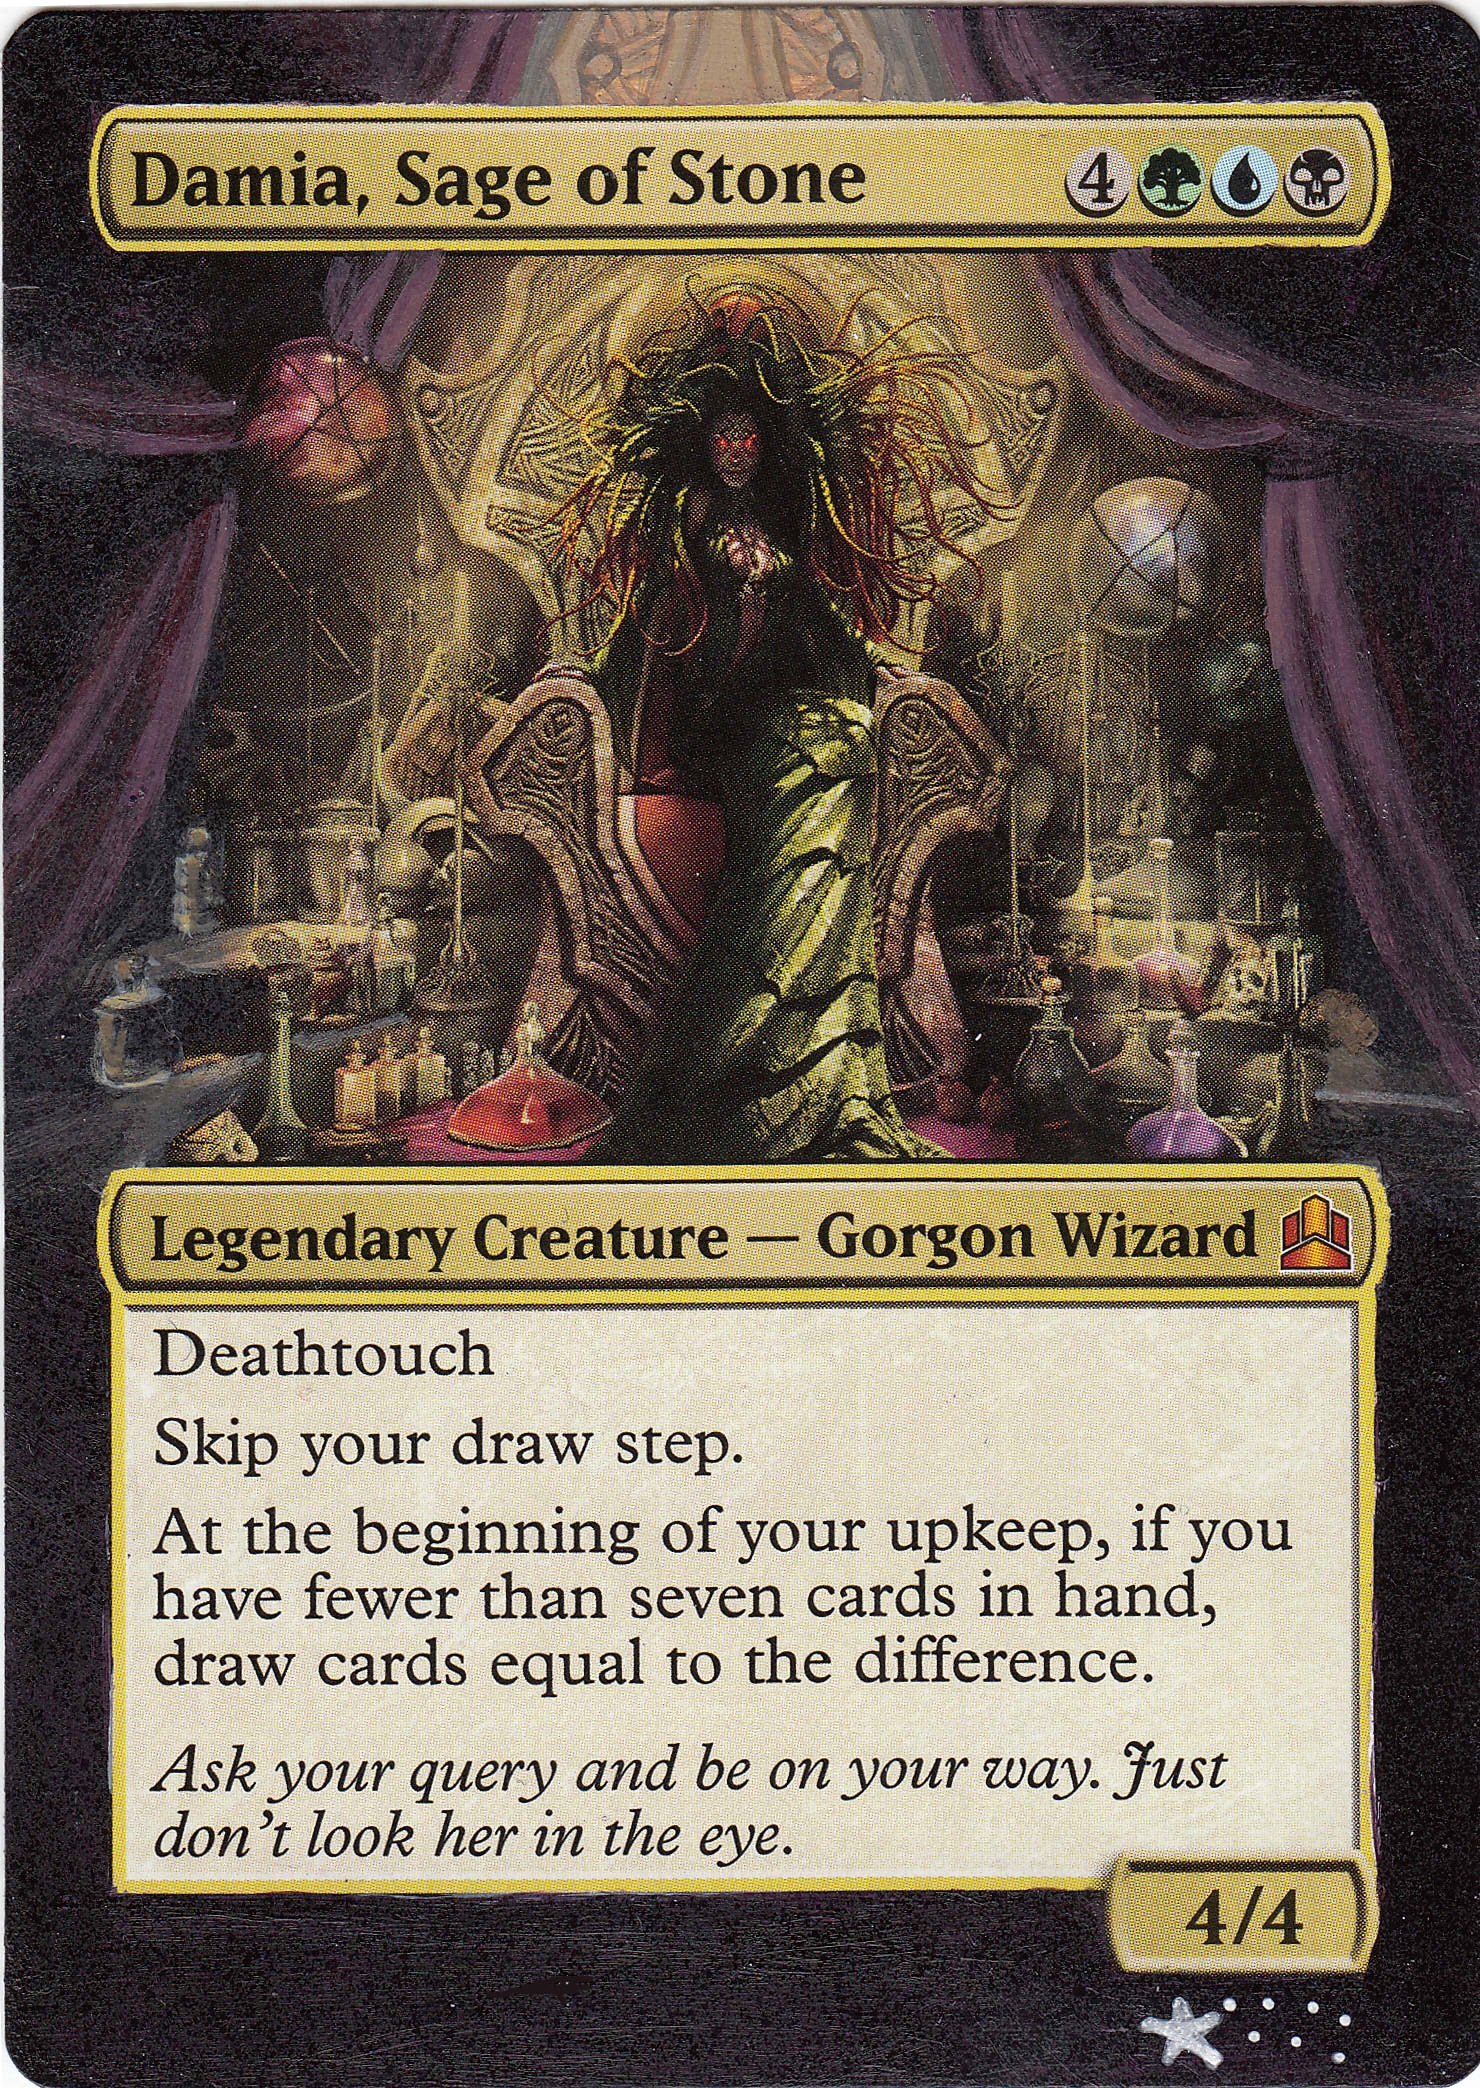 Damia, Sage of Stone 4
Legendary Creature — Gorgon Wizard
Deathtouch
Skip your draw step.
At the beginning of your upkeep, if you
have fewer than seven cards in hand,
draw cards equal to the difference.
Ask your query and be on your way. Just
don't look her in the eye.
4/4